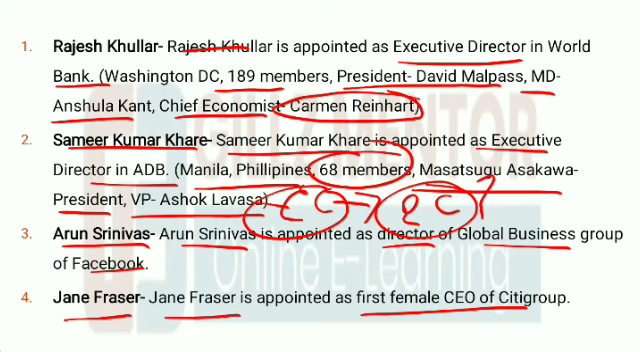 1. Rajesh Khullar- Rajesh Khullar is appointed as Executive Director in World
Bank. (Washington DC, 189 members, President- David Malpass, MD-
Anshula Kant, Chief Economist- Carmen Reinhart)
2. Sameer Kumar Khare- Sameer Kumar Khare is appointed as Executive
Director in ADB. (Manila, Phillipines, 68 members, Masatsugu Asakawa-
President, VP- Ashok Lavasa)
3. Arun Srinivas- Arun Srinivas is appointed as director of Global Business group
of Facebook.
4. Jane Fraser- Jane Fraser is appointed as first female CEO of Citigroup.
Online E-Learning